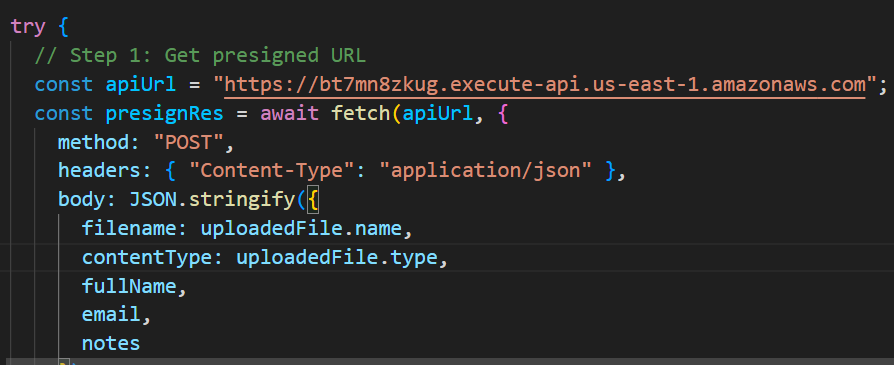 try {
// Step 1: Get presigned URL
const apiUrl = "https://bt7mn8zkug.execute-api.us-east-1.amazonaws.com";
const presignRes = await fetch(apiUrl, {
method: "POST",
headers: { "Content-Type": "application/json" },
body: JSON.stringify({
filename: uploadedFile.name,
contentType: uploadedFile.type,
fullName,
email,
notes